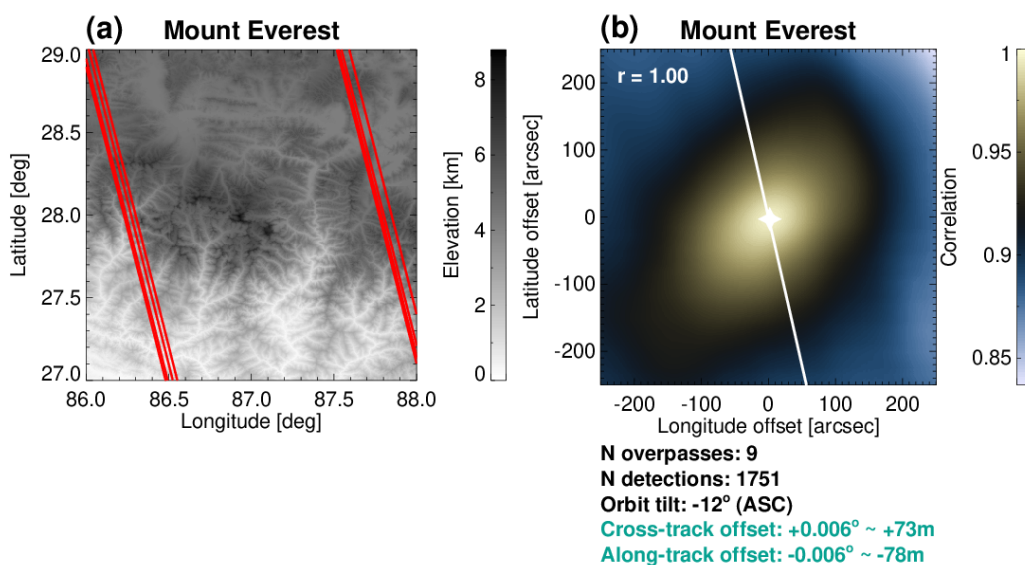 (a) Mount Everest
29.0
28.5
28.0
27.5
27.0
Latitude [deg]
86.0 86.5 87.0 87.5 88.0
Longitude [deg]
8
6
4
2
0
Elevation [km]
(b) Mount Everest
r = 1.00
200
100
0
-100
-200
Latitude offset [arcsec]
-200 -100 0 100 200
Longitude offset [arcsec]
1
0.95
0.9
0.85
Correlation
N overpasses: 9
N detections: 1751
Orbit tilt: -12° (ASC)
Cross-track offset: +0.006° ~ +73m
Along-track offset: -0.006° ~ -78m